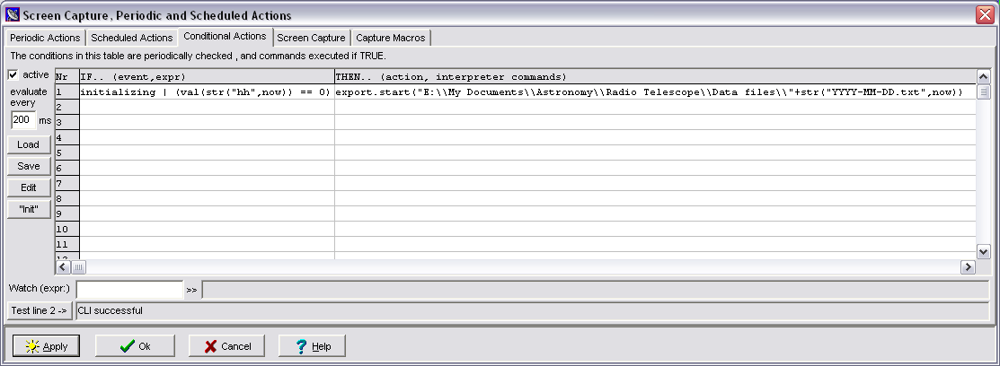 Screen Capture, Periodic and Scheduled Actions
Periodic Actions Scheduled Actions Conditional Actions Screen Capture Capture Macros
The conditions in this table are periodically checked , and commands executed if TRUE.
active
evaluate
every
200 ms
Load
Save
Edit
"Init"
Nr IF.. (event,expr) THEN.. (action, interpreter commands)
1 initializing | (val(str("hh",now)) == 0) export.start("E:\\My Documents\\Astronomy\\Radio Telescope\\Data files\\"+str("YYYY-MM-DD.txt",now))
2
3
4
5
6
7
8
9
10
11
12
Watch (expr:) >>
Test line 2 -> CLI successful
Apply Ok Cancel ? Help